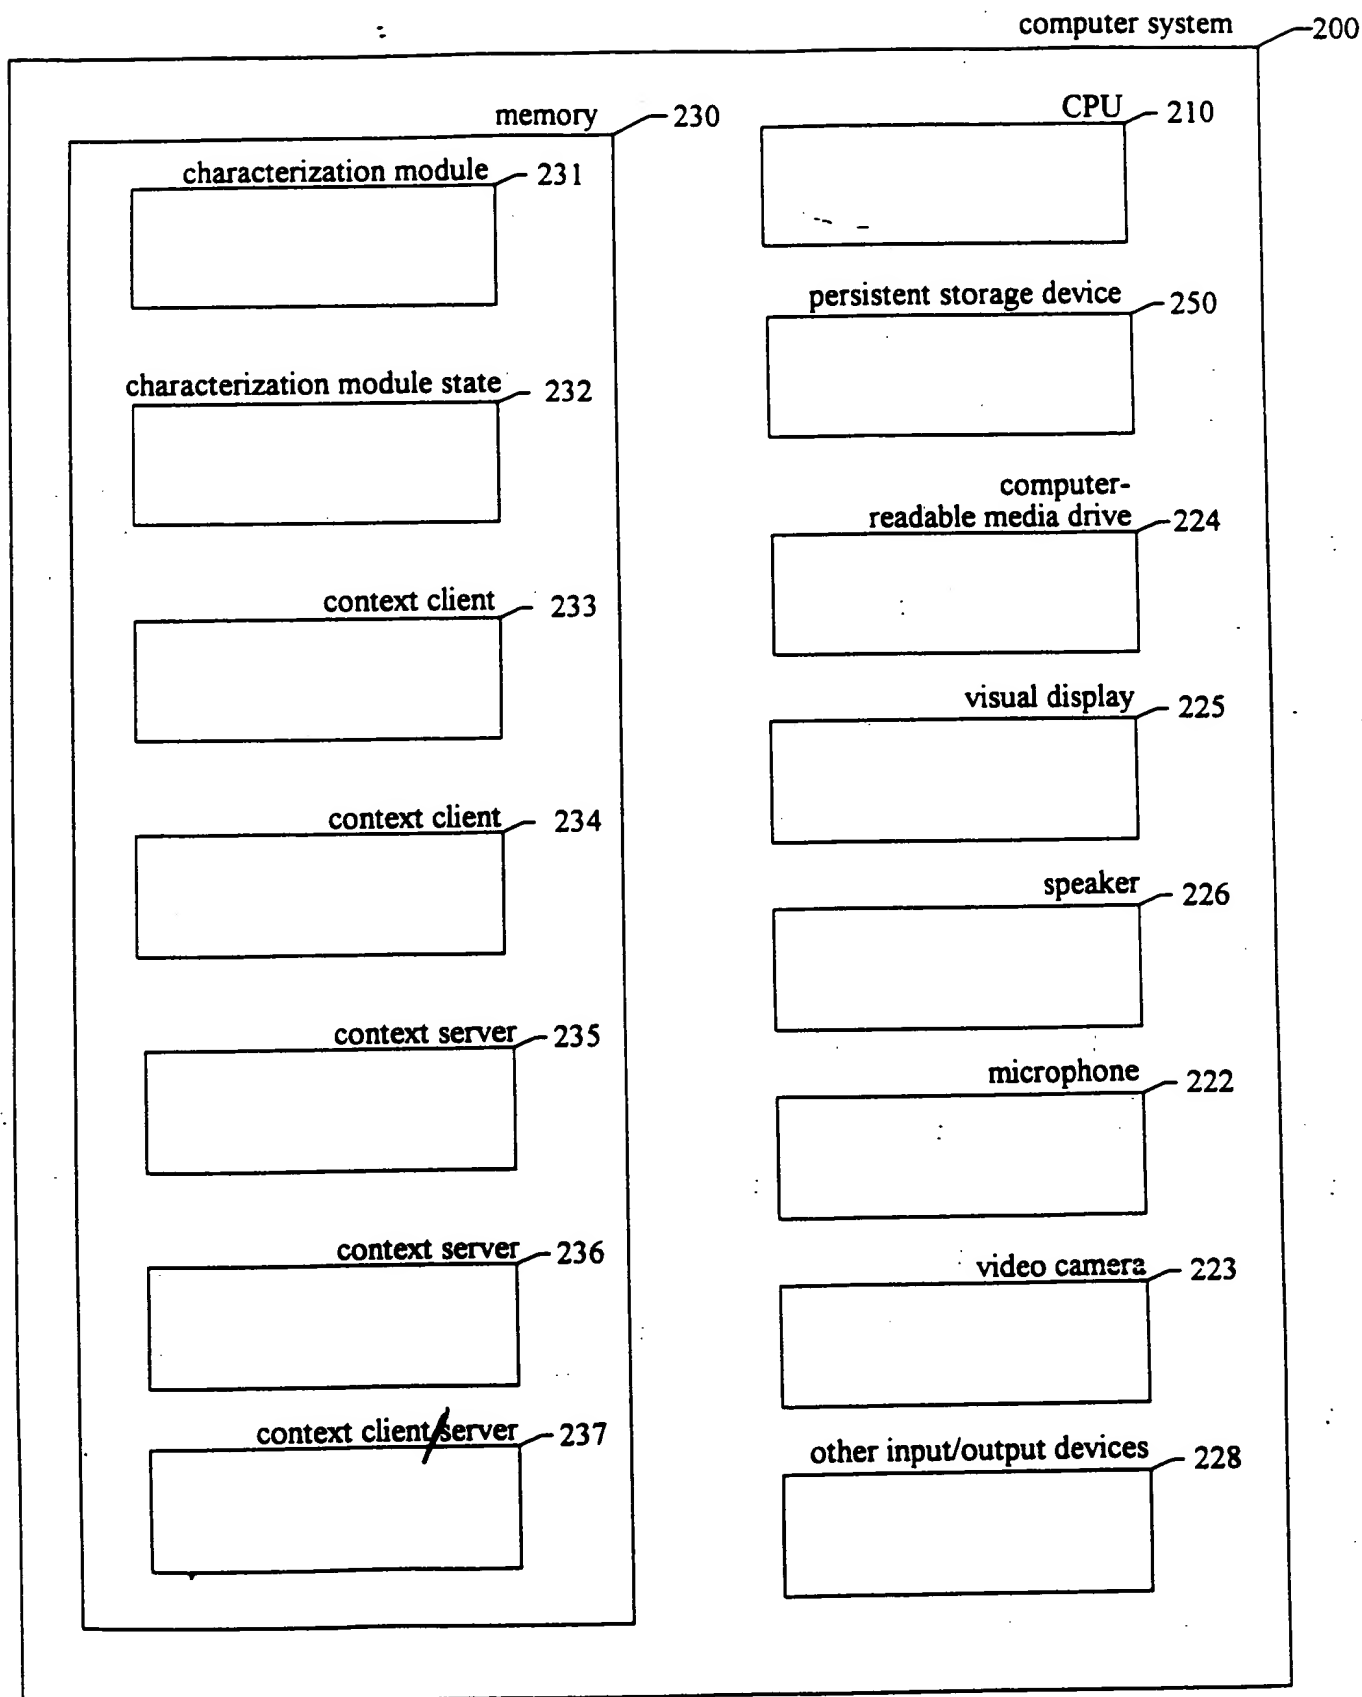 computer system 200
memory 230
characterization module 231
characterization module state 232
context client 233
context client 234
context server 235
context server 236
context client/server 237
CPU 210
persistent storage device 250
computer-
readable media drive 224
visual display 225
speaker 226
microphone 222
video camera 223
other input/output devices 228